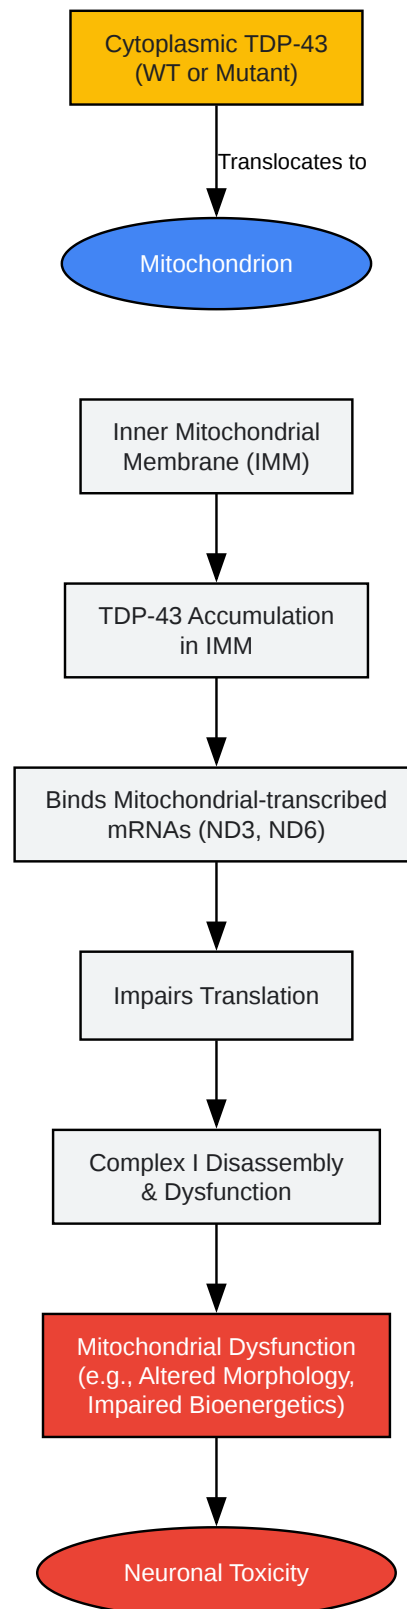 Cytoplasmic TDP-43
(WT or Mutant)
Translocates to
Mitochondrion
Inner Mitochondrial
Membrane (IMM)
TDP-43 Accumulation
in IMM
Binds Mitochondrial-transcribed
mRNAs (ND3, ND6)
Impairs Translation
Complex I Disassembly
& Dysfunction
Mitochondrial Dysfunction
(e.g., Altered Morphology,
Impaired Bioenergetics)
Neuronal Toxicity